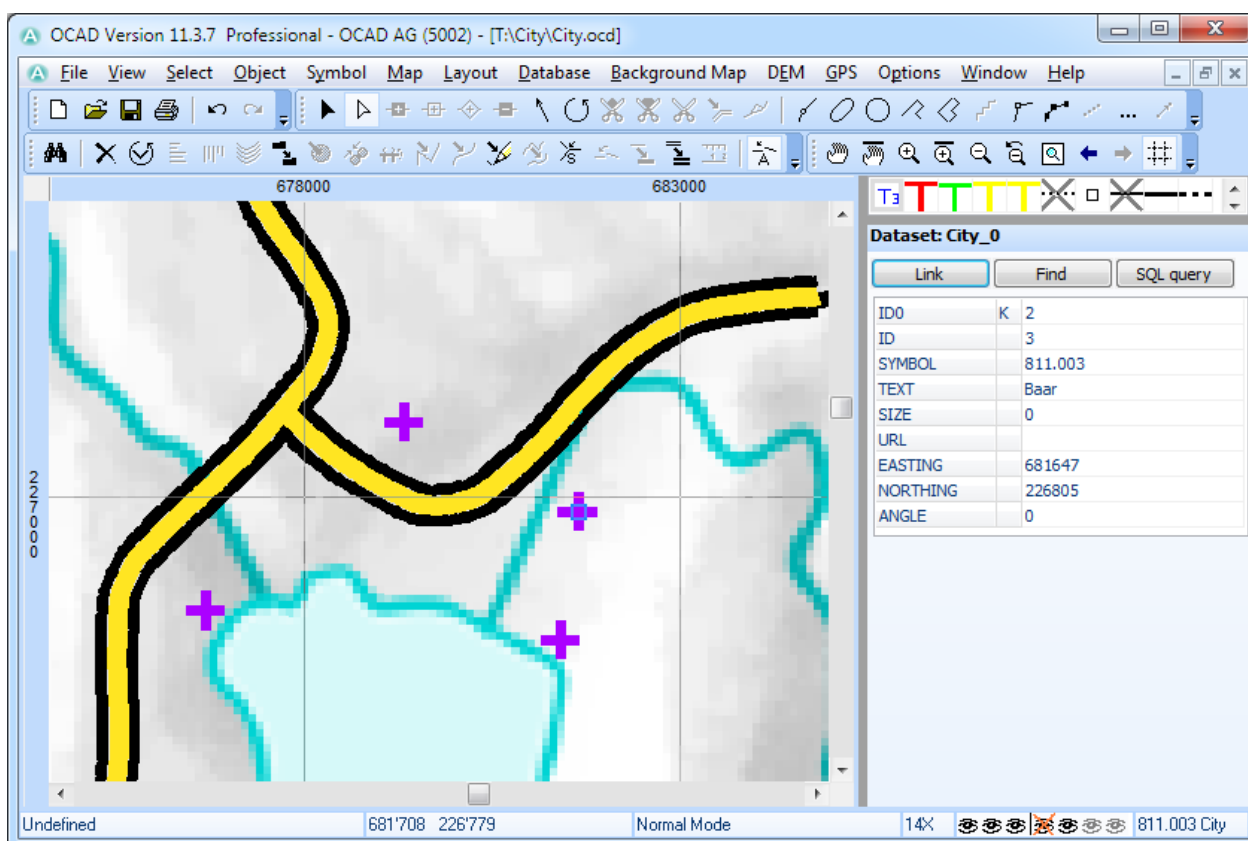 OCAD Version 11.3.7 Professional - OCAD AG (5002) - [T:\City\City.ocd]
File View Select Object Symbol Map Layout Database Background Map DEM GPS Options Window Help
678000 683000
T3
Dataset: City_0
Link Find SQL query
ID0 K 2
ID 3
SYMBOL 811.003
TEXT Baar
SIZE 0
URL
EASTING 681647
NORTHING 226805
ANGLE 0
227000
Undefined 681'708 226'779 Normal Mode 14X 811.003 City